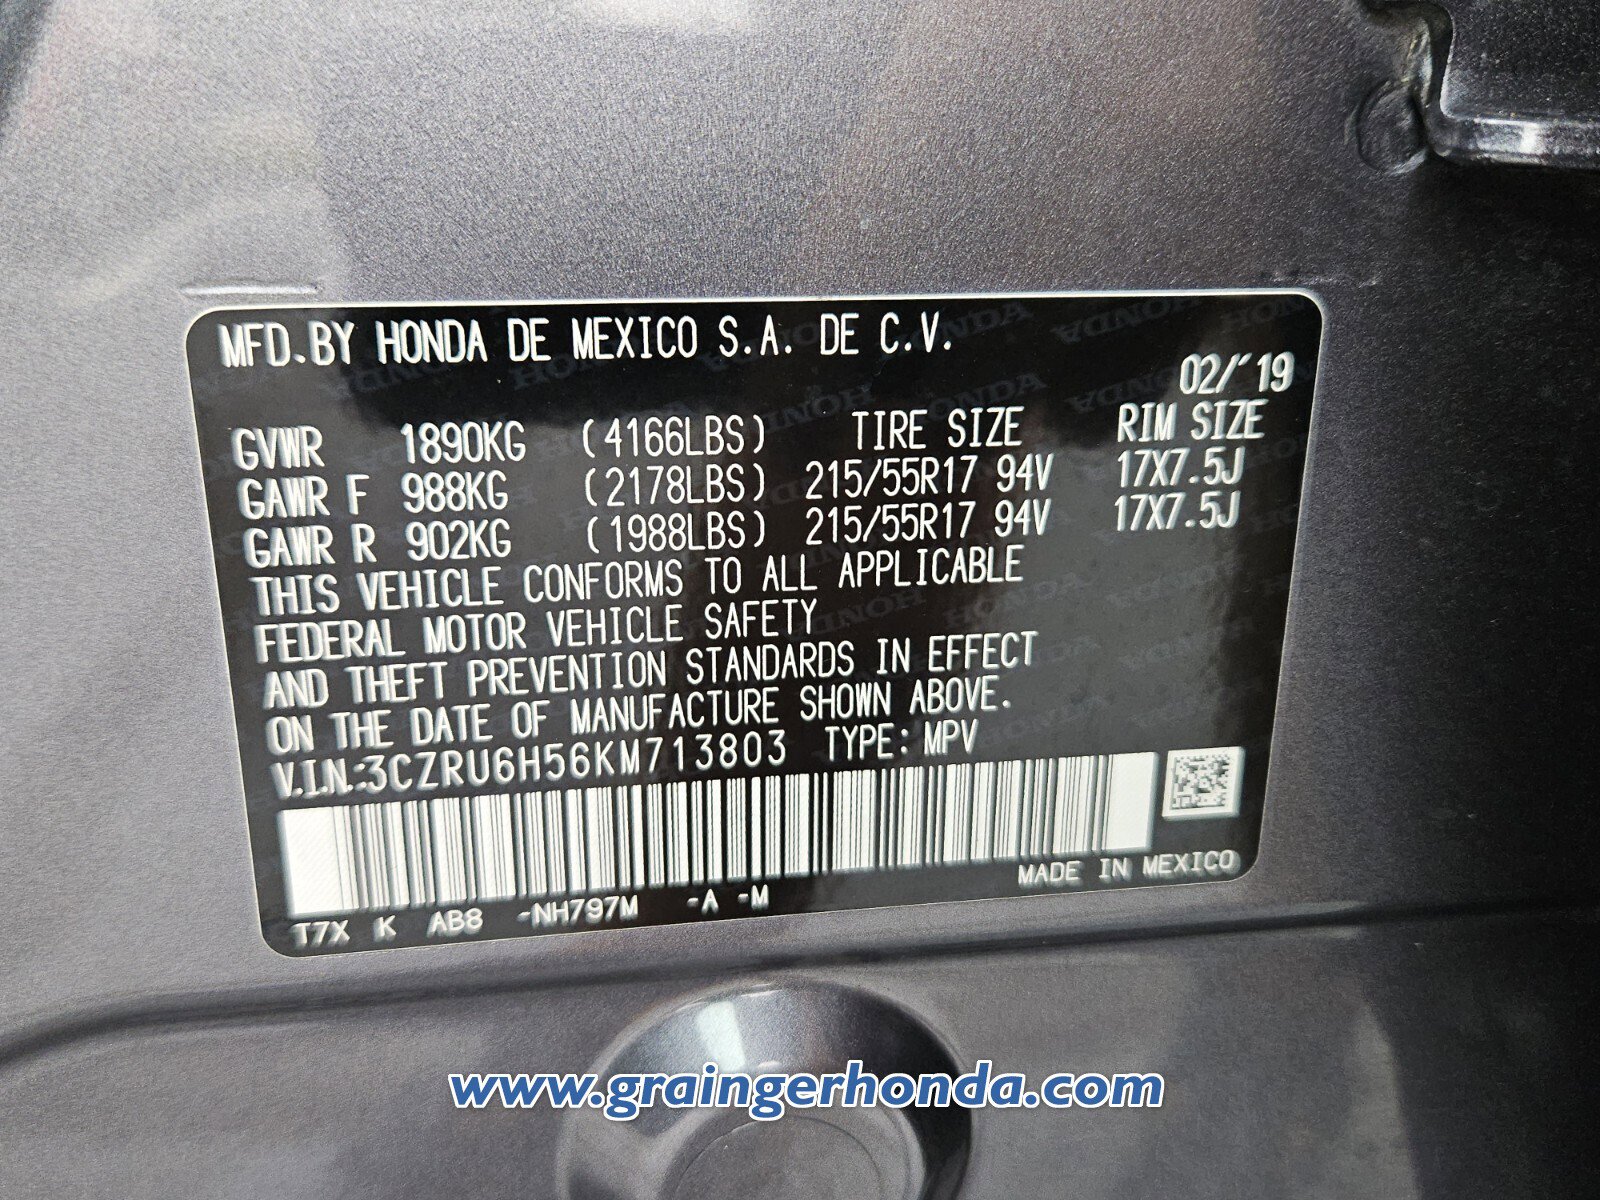 MFD.BY HONDA DE MEXICO S.A. DE C.V.
02/'19
GVWR 1890KG (4166LBS) TIRE SIZE RIM SIZE
GAWR F 988KG (2178LBS) 215/55R17 94V 17X7.5J
GAWR R 902KG (1988LBS) 215/55R17 94V 17X7.5J
THIS VEHICLE CONFORMS TO ALL APPLICABLE
FEDERAL MOTOR VEHICLE SAFETY
AND THEFT PREVENTION STANDARDS IN EFFECT
ON THE DATE OF MANUFACTURE SHOWN ABOVE.
V.I.N.:3CZRU6H56KM713803 TYPE: MPV
MADE IN MEXICO
T7X K AB8 -NH797M -A -M
www.graingerhonda.com